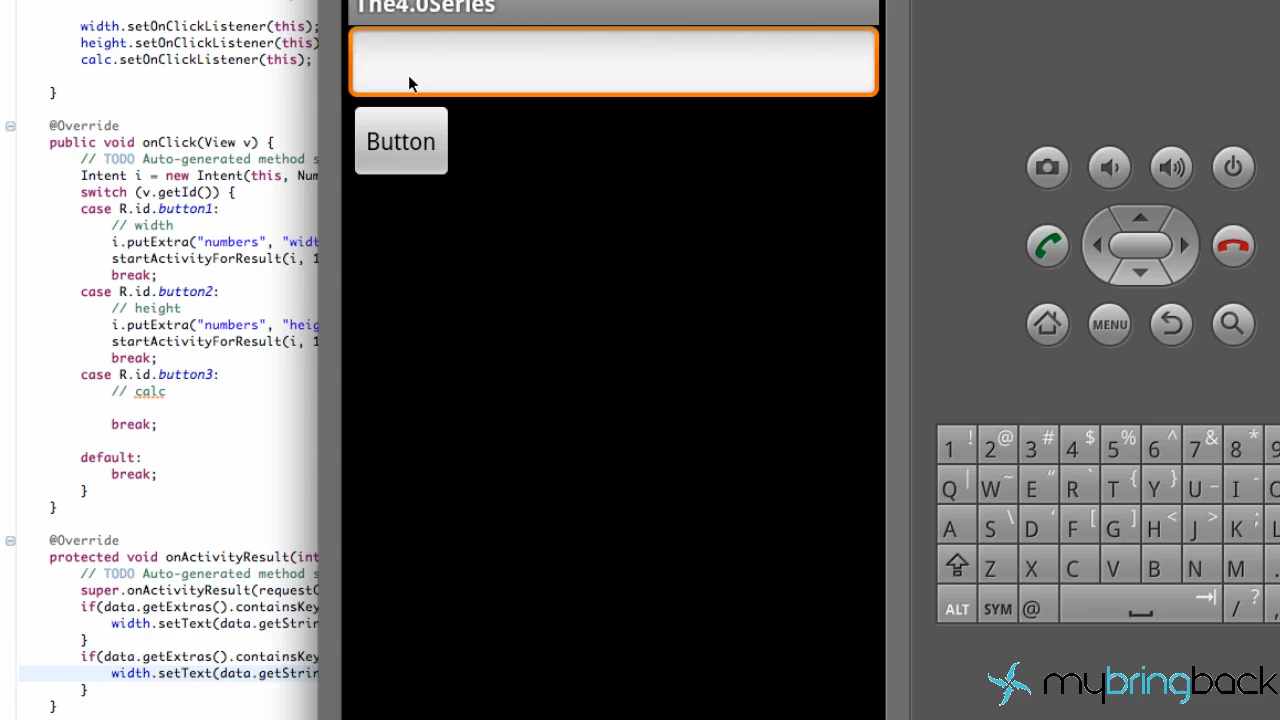 The4.0Series
width.setOnClickListener(this);
height.setOnClickListener(this)
calc.setOnClickListener(this);
}
@Override
public void onClick(View v) {
// TODO Auto-generated method s
Intent i = new Intent(this, Num
switch (v.getId()) {
case R.id.button1:
// width
i.putExtra("numbers", "widt
startActivityForResult(i, 1
break;
case R.id.button2:
// height
i.putExtra("numbers", "heig
startActivityForResult(i, 1
break;
case R.id.button3:
// calc
break;
default:
break;
}
}
@Override
protected void onActivityResult(int
// TODO Auto-generated method s
super.onActivityResult(requestC
if(data.getExtras().containsKey
width.setText(data.getStrin
}
if(data.getExtras().containsKey
width.setText(data.getStrin
}
}
Button
MENU
1 ! 2 @ 3 # 4 $ 5 % 6 ^ 7 & 8 * 9
Q | W ~ E “ R ` T { Y } U _ I - O
A S \ D ‘ F [ G ] H < J > K ; L
Z X C V B N M .
ALT SYM @ / ? ,
mybringback